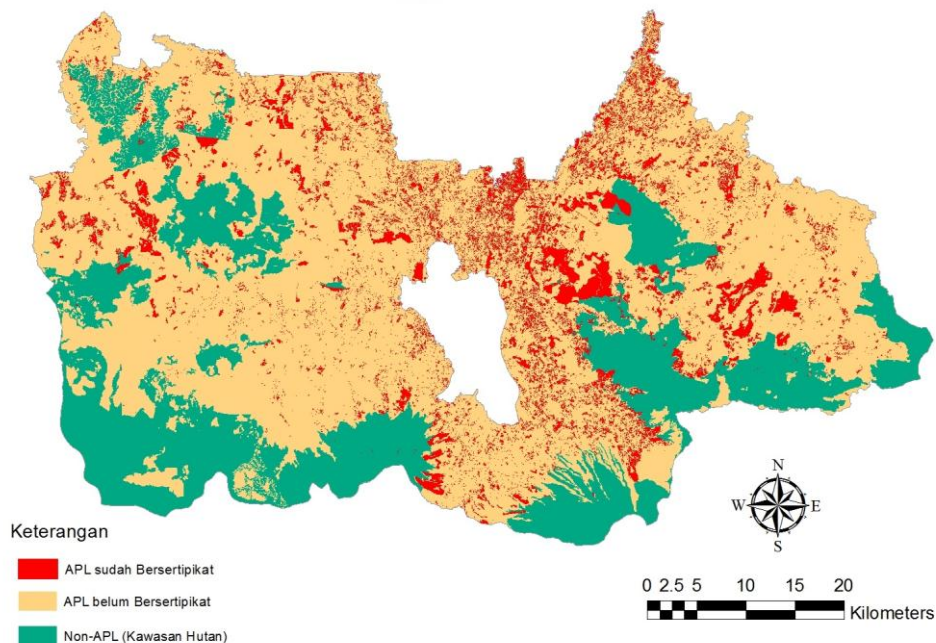 N
W E
S
Keterangan
APL sudah Bersertipikat
APL belum Bersertipikat
Non-APL (Kawasan Hutan)
0 2.5 5 10 15 20
Kilometers